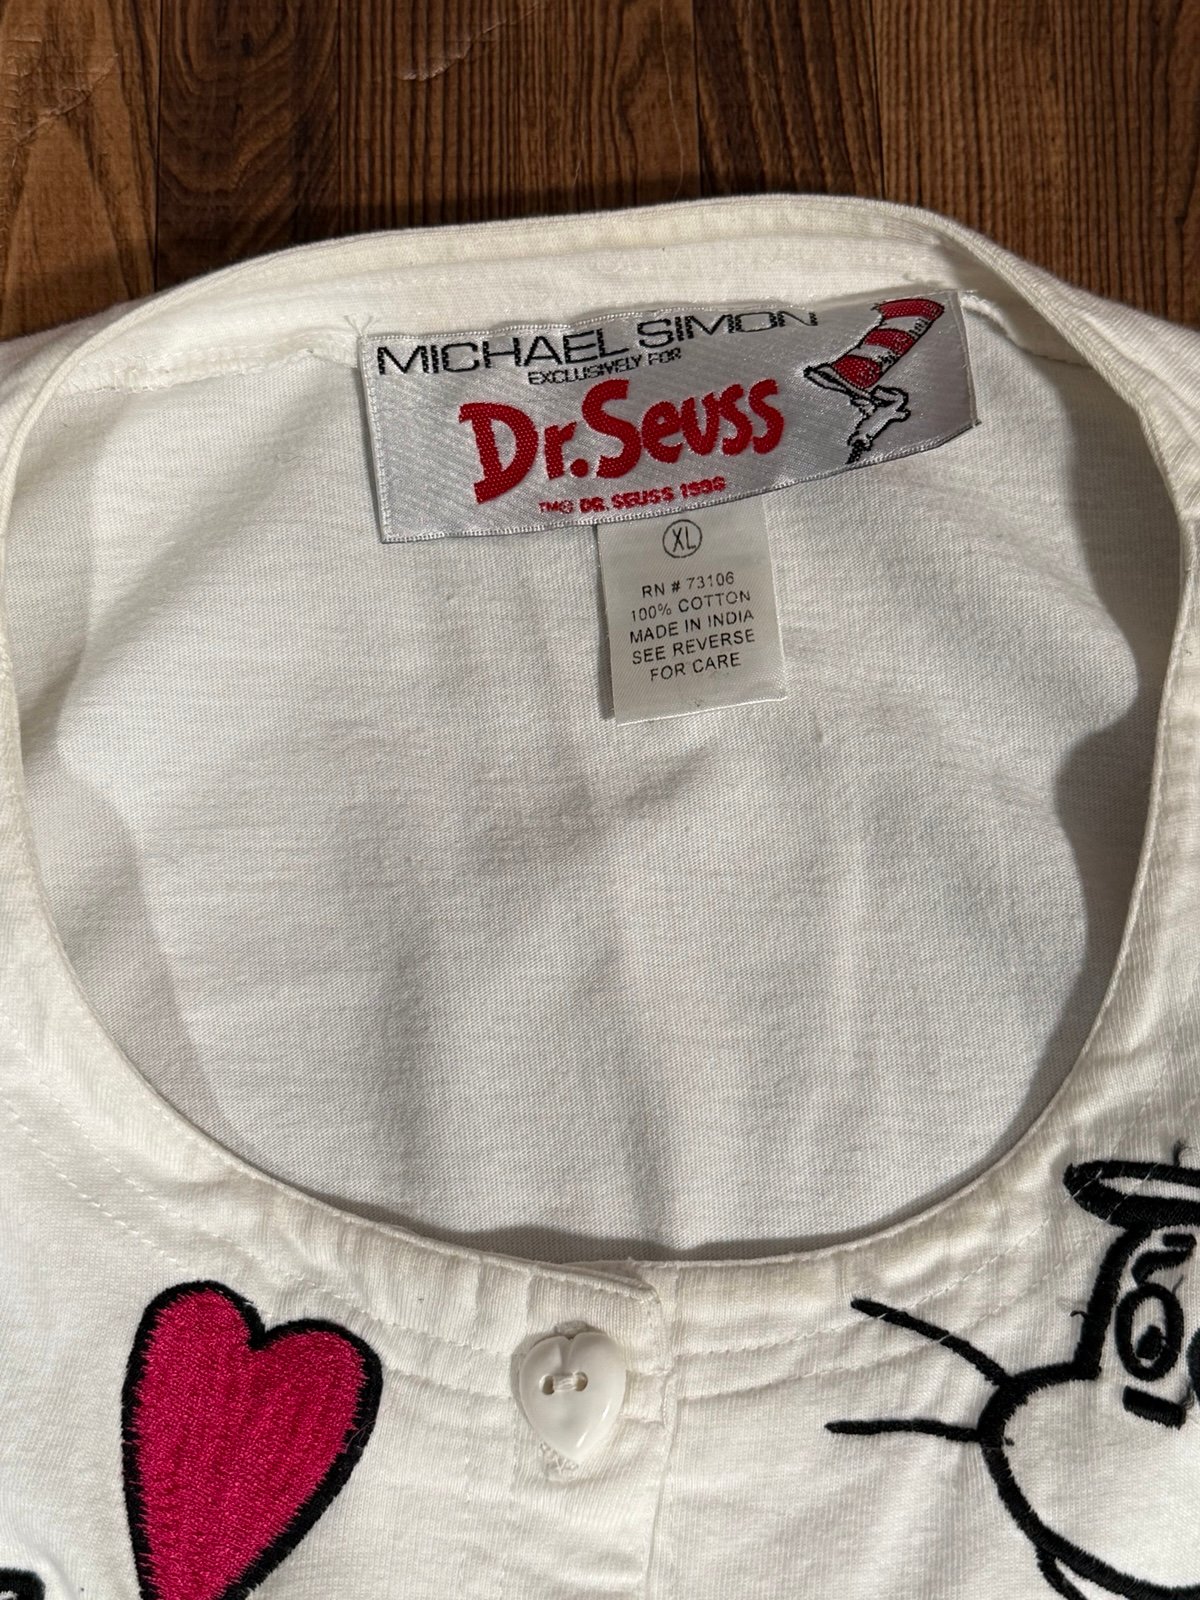 MICHAEL SIMON
EXCLUSIVELY FOR
Dr. Seuss
™© DR. SEUSS 1998
XL
RN # 73106
100% COTTON
MADE IN INDIA
SEE REVERSE
FOR CARE